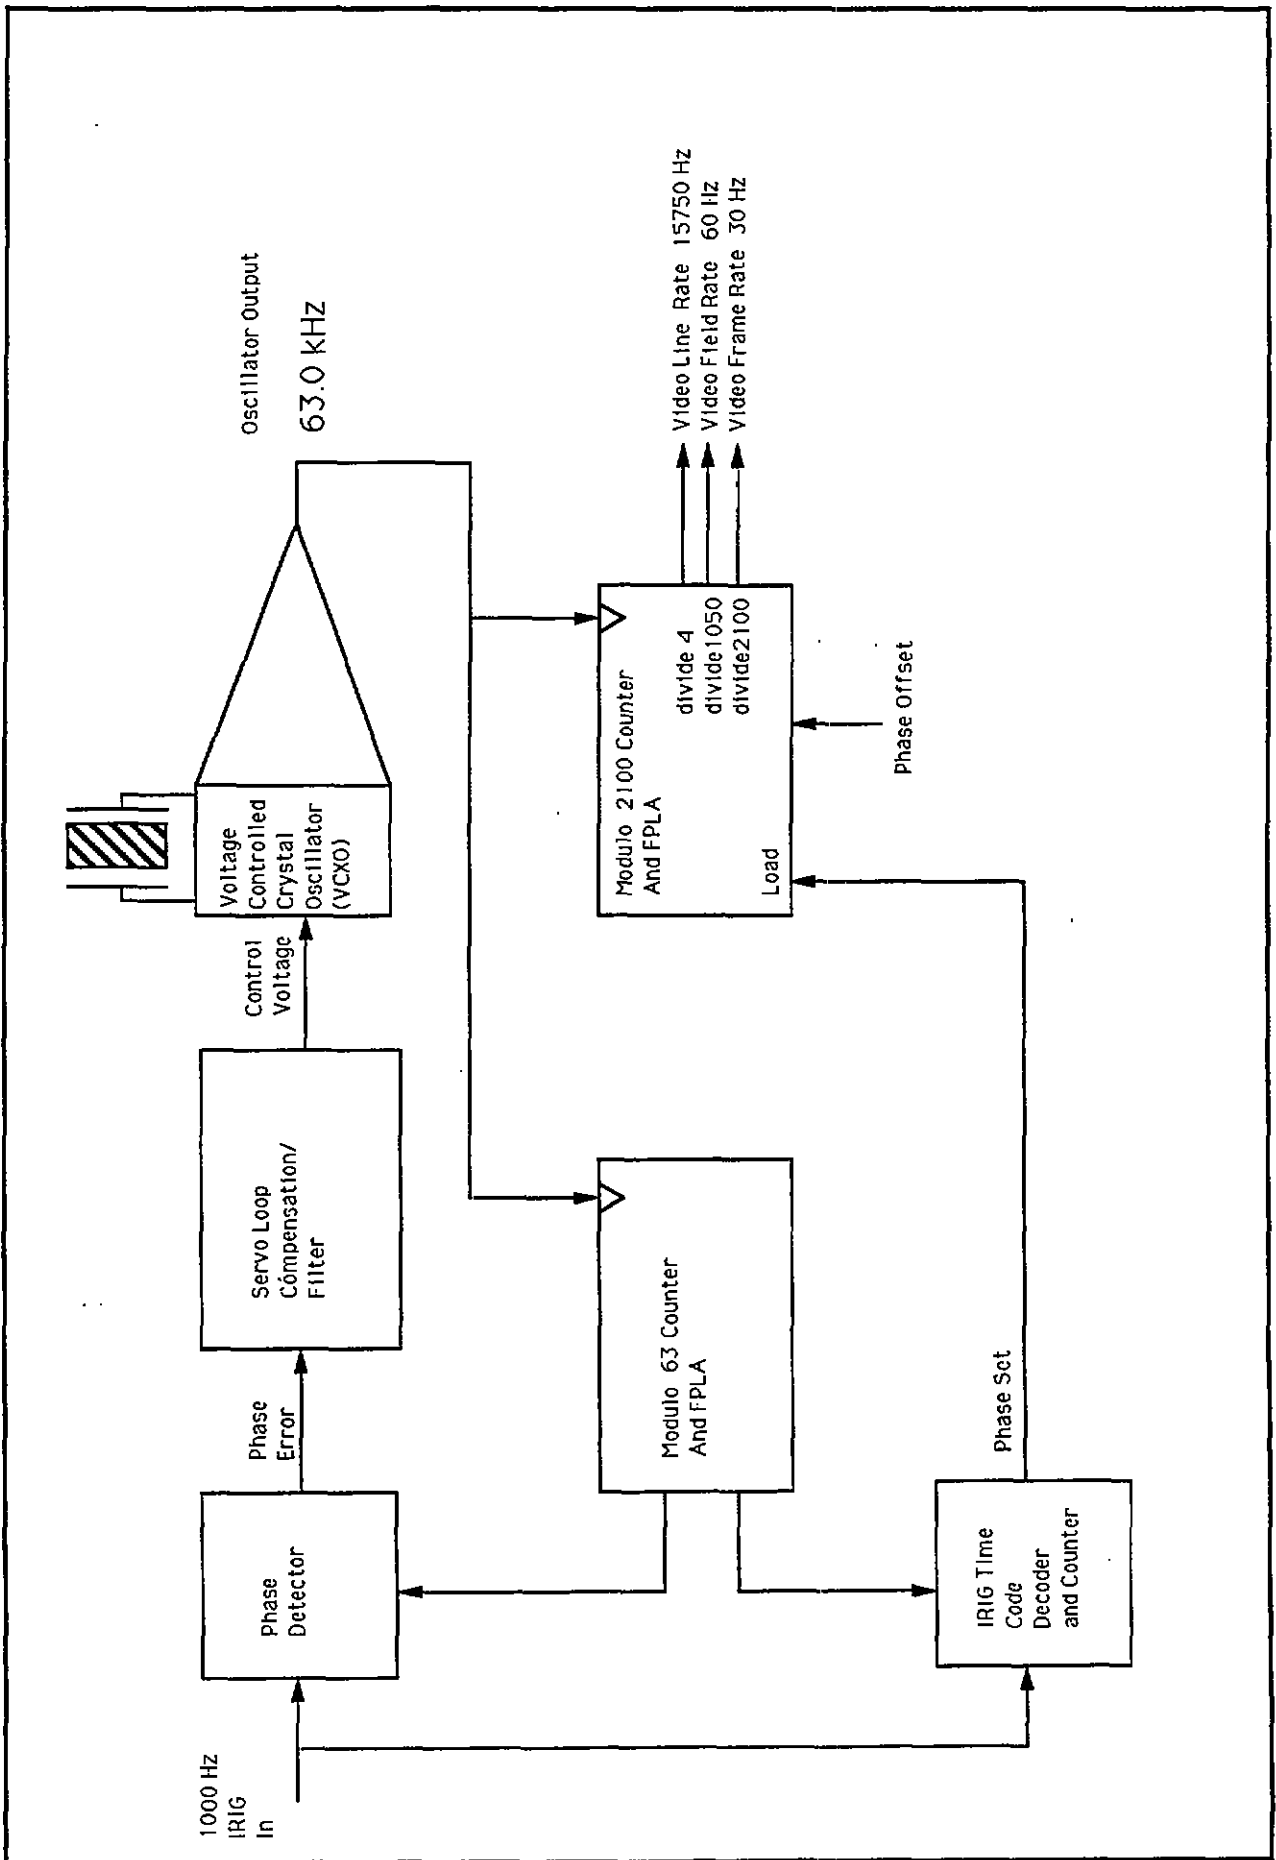 1000 Hz
IRIG
In
Phase
Detector
Phase
Error
Servo Loop
Compensation/
Filter
Control
Voltage
Voltage
Controlled
Crystal
Oscillator
(VCXO)
Oscillator Output
63.0 kHz
Modulo 63 Counter
And FPLA
Modulo 2100 Counter
And FPLA
divide 4
divide1050
divide2100
Load
Video Line Rate 15750 Hz
Video Field Rate 60 Hz
Video Frame Rate 30 Hz
Phase Offset
IRIG Time
Code
Decoder
and Counter
Phase Set